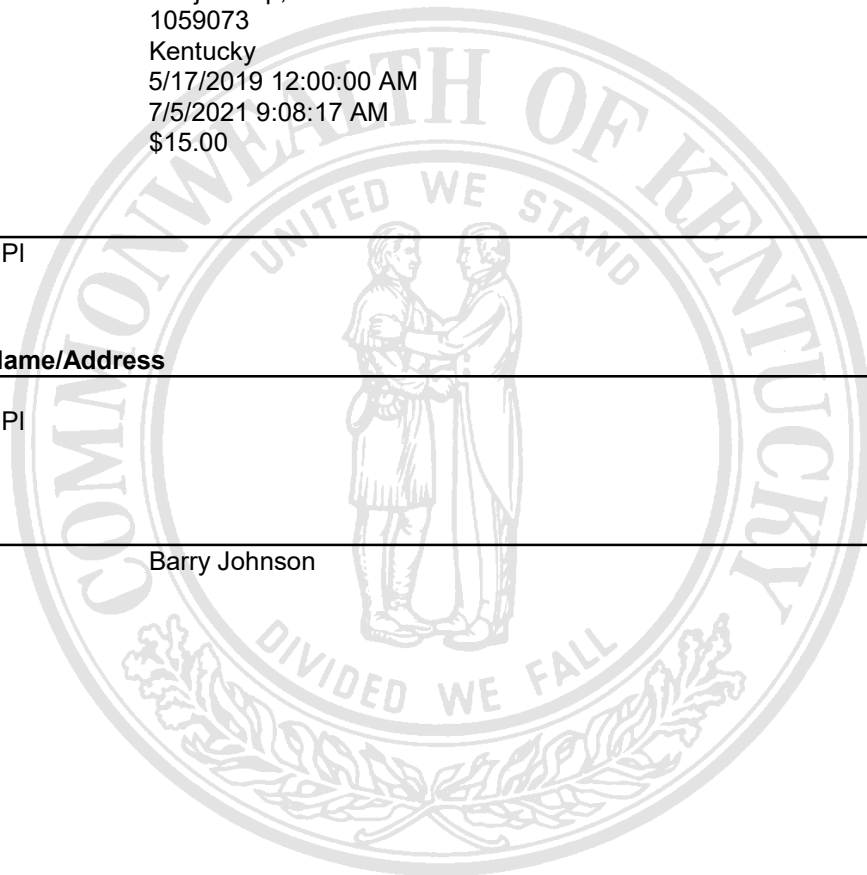 1059073
Kentucky
5/17/2019 12:00:00 AM
7/5/2021 9:08:17 AM
$15.00
COMMONWEALTH OF KENTUCKY
UNITED WE STAND
Pl
Name/Address
Pl
Barry Johnson
DIVIDED WE FALL